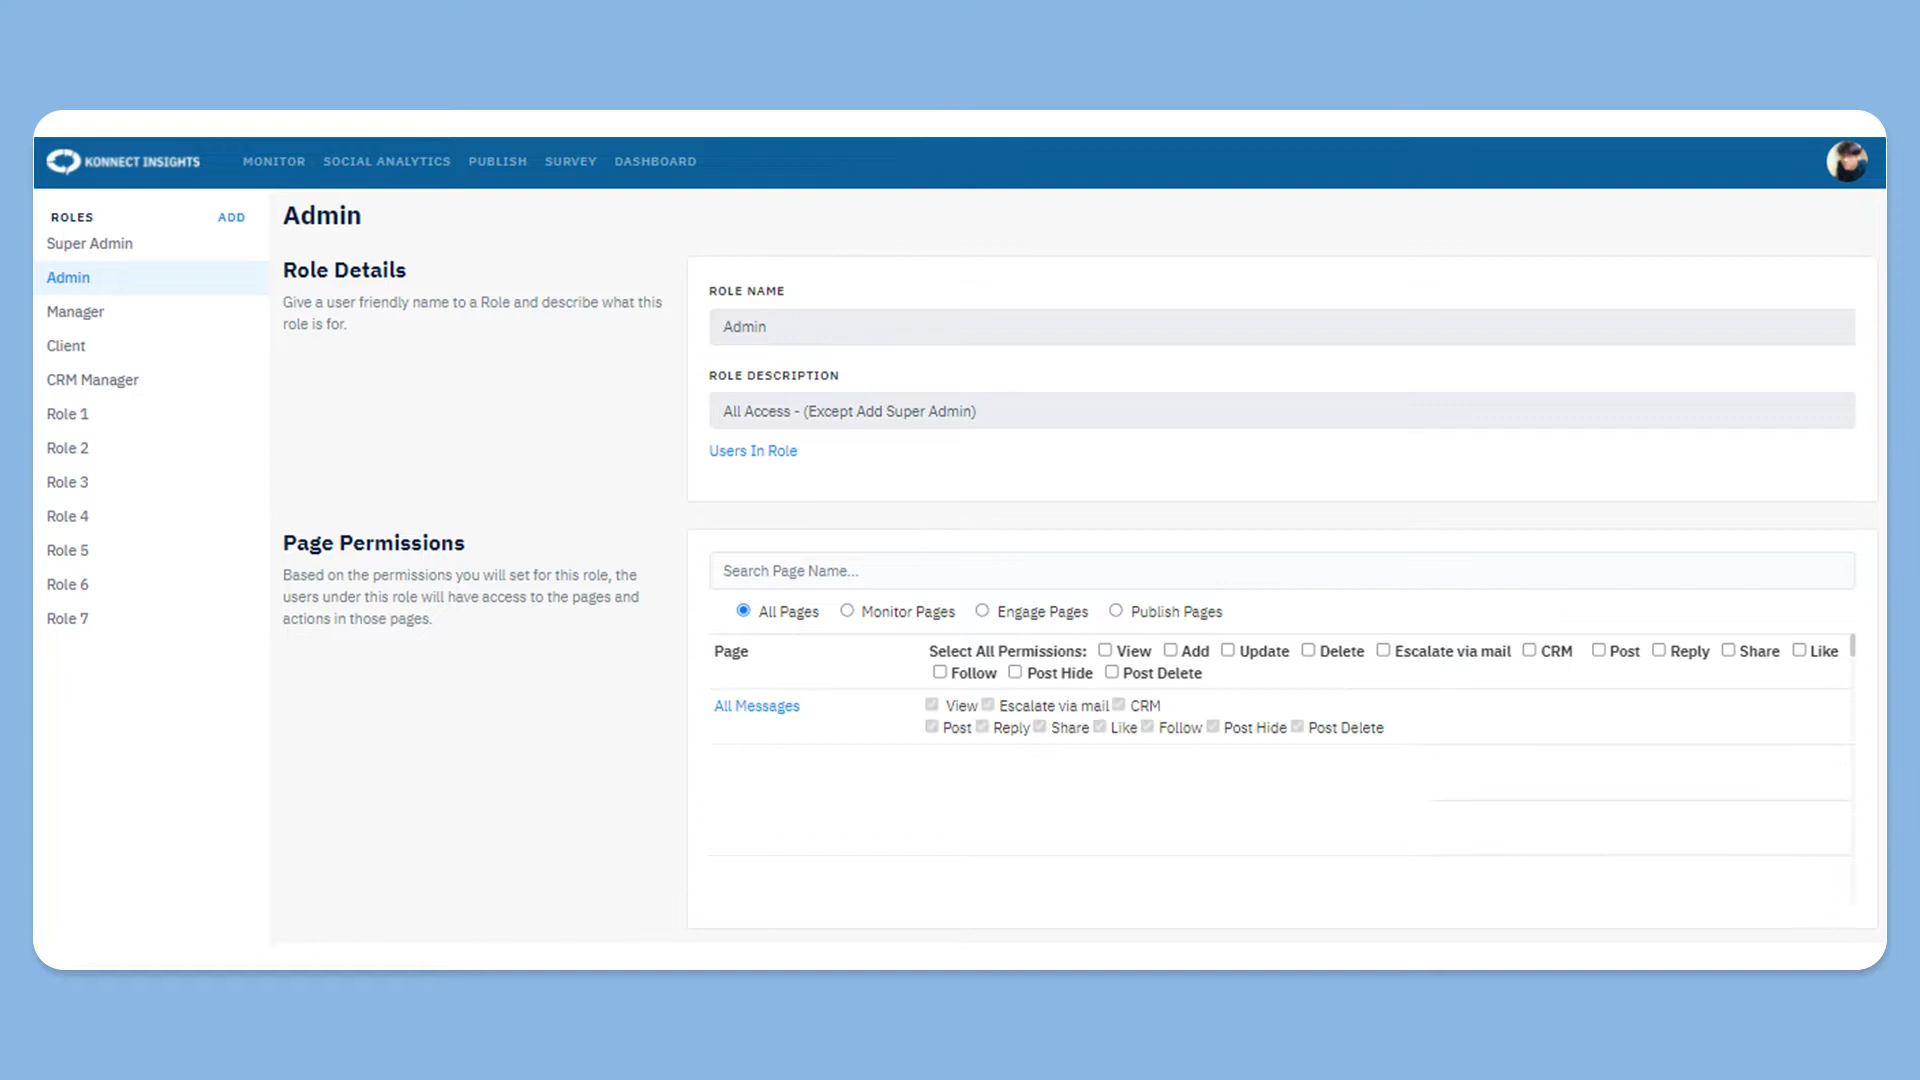 KONNECT INSIGHTS MONITOR SOCIAL ANALYTICS PUBLISH SURVEY DASHBOARD
ROLES ADD
Super Admin
Admin
Manager
Client
CRM Manager
Role 1
Role 2
Role 3
Role 4
Role 5
Role 6
Role 7
Admin
Role Details
Give a user friendly name to a Role and describe what this
role is for.
ROLE NAME
Admin
ROLE DESCRIPTION
All Access - (Except Add Super Admin)
Users In Role
Page Permissions
Based on the permissions you will set for this role, the
users under this role will have access to the pages and
actions in those pages.
Search Page Name...
All Pages Monitor Pages Engage Pages Publish Pages
Page Select All Permissions: View Add Update Delete Escalate via mail CRM Post Reply Share Like
Follow Post Hide Post Delete
All Messages View Escalate via mail CRM
Post Reply Share Like Follow Post Hide Post Delete